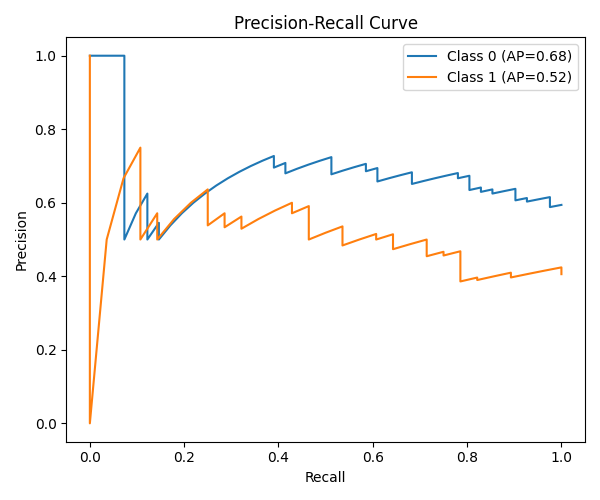 Precision-Recall Curve
Class 0 (AP=0.68)
Class 1 (AP=0.52)
Precision
1.0
0.8
0.6
0.4
0.2
0.0
0.0 0.2 0.4 0.6 0.8 1.0
Recall